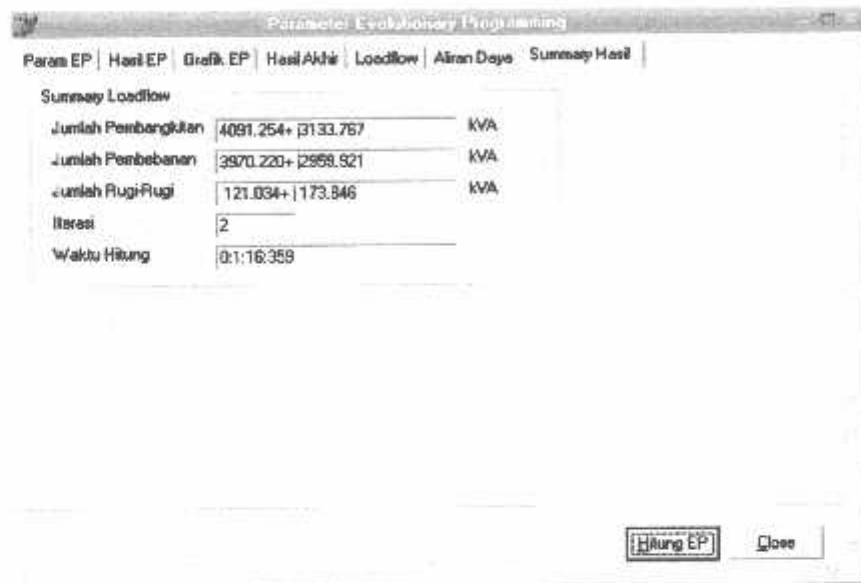 Parameter Evolutionary Programming
Param EP | Hasil EP | Grafik EP | Hasil Akhir | Loadflow | Aliran Daya | Summary Hasil
Summary Loadflow
Jumlah Pembangkitan 4091.254+ j3133.767 kVA
Jumlah Pembebanan 3970.220+ j2959.921 kVA
Jumlah Rugi-Rugi 121.034+ j173.846 kVA
Iterasi 2
Waktu Hitung 0:1:16:359
Hitung EP Close